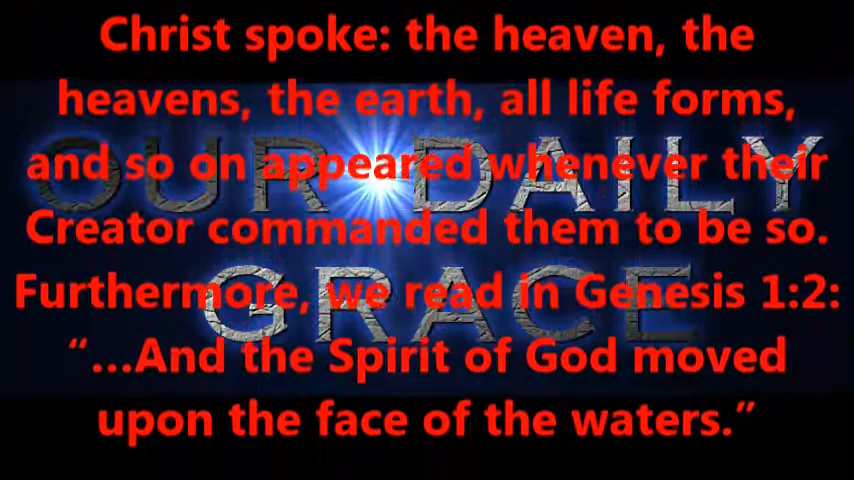 Christ spoke: the heaven, the
heavens, the earth, all life forms,
and so on appeared whenever their
Creator commanded them to be so.
Furthermore, we read in Genesis 1:2:
“...And the Spirit of God moved
upon the face of the waters.”
OUR DAILY
GRACE